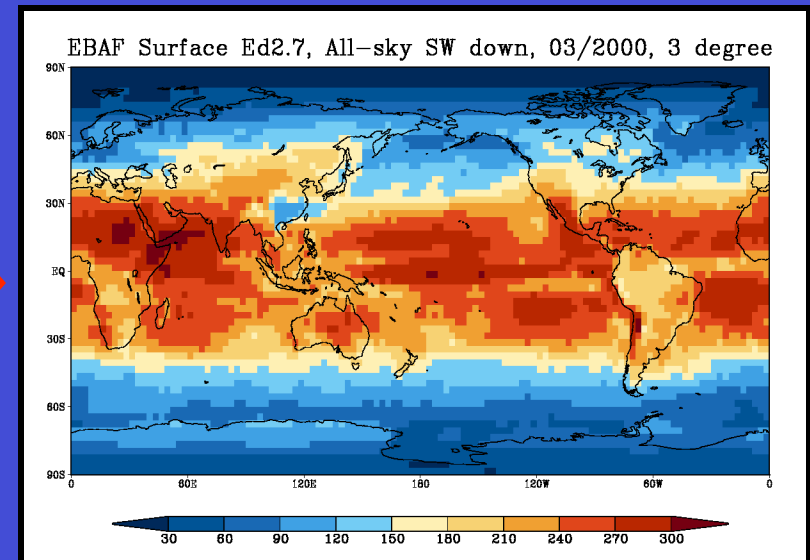 EBAF Surface Ed2.7, All-sky SW down, 03/2000, 3 degree
90N
60N
30N
EQ
30S
60S
90S
0 60E 120E 180 120W 60W 0
30 60 90 120 150 180 210 240 270 300